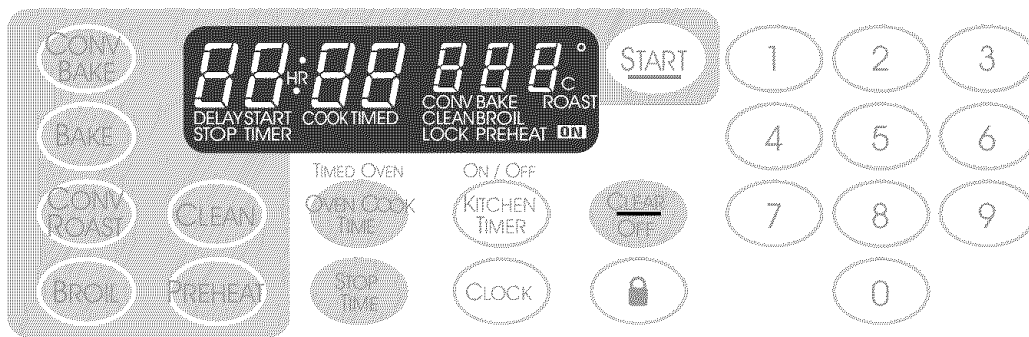 CONV
BAKE
BAKE
CONV
ROAST
CLEAN
BROIL
PREHEAT
88:88 888°
HR
C
CONV BAKE ROAST
DELAY START COOK TIMED CLEAN BROIL
STOP TIMER LOCK PREHEAT ON
START
TIMED OVEN
OVEN COOK
TIME
STOP
TIME
ON / OFF
KITCHEN
TIMER
CLOCK
CLEAR
OFF
1 2 3
4 5 6
7 8 9
0